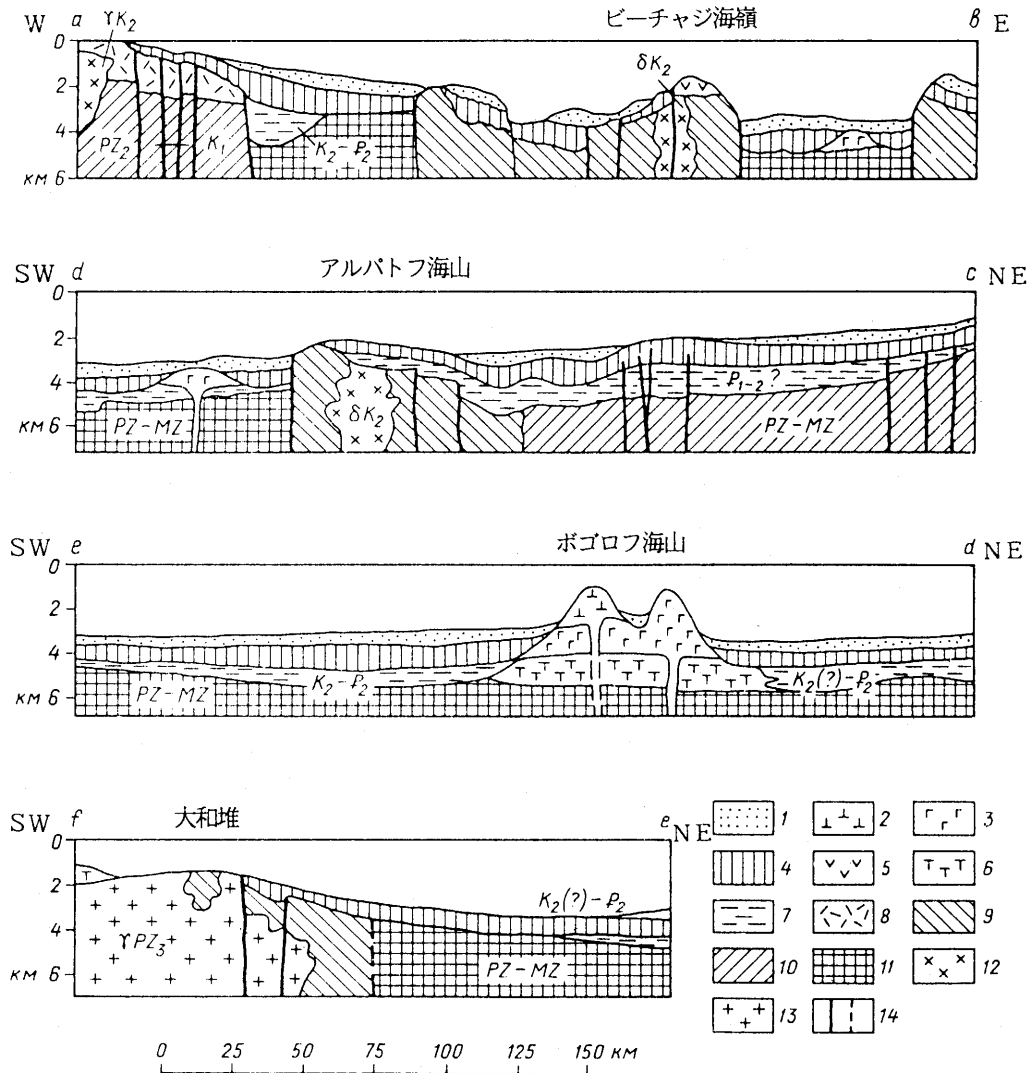 W a γK₂ ビーチャジ海嶺 в E
0
δK₂
2
4
K₂-P₂
PZ₂ K₁
км 6
SW d アルパトフ海山 c NE
0
2
4
P₁₋₂?
δK₂
PZ-MZ PZ-MZ
км 6
SW e ボゴロフ海山 d NE
0
2
4
K₂-P₂ K₂(?)-P₂
PZ-MZ
км 6
SW f 大和堆 e NE
0
2
K₂(?)-P₂
4
γPZ₃
PZ-MZ
км 6
1 2 3
4 5 6
7 8 9
10 11 12
13 14
0 25 50 75 100 125 150 км